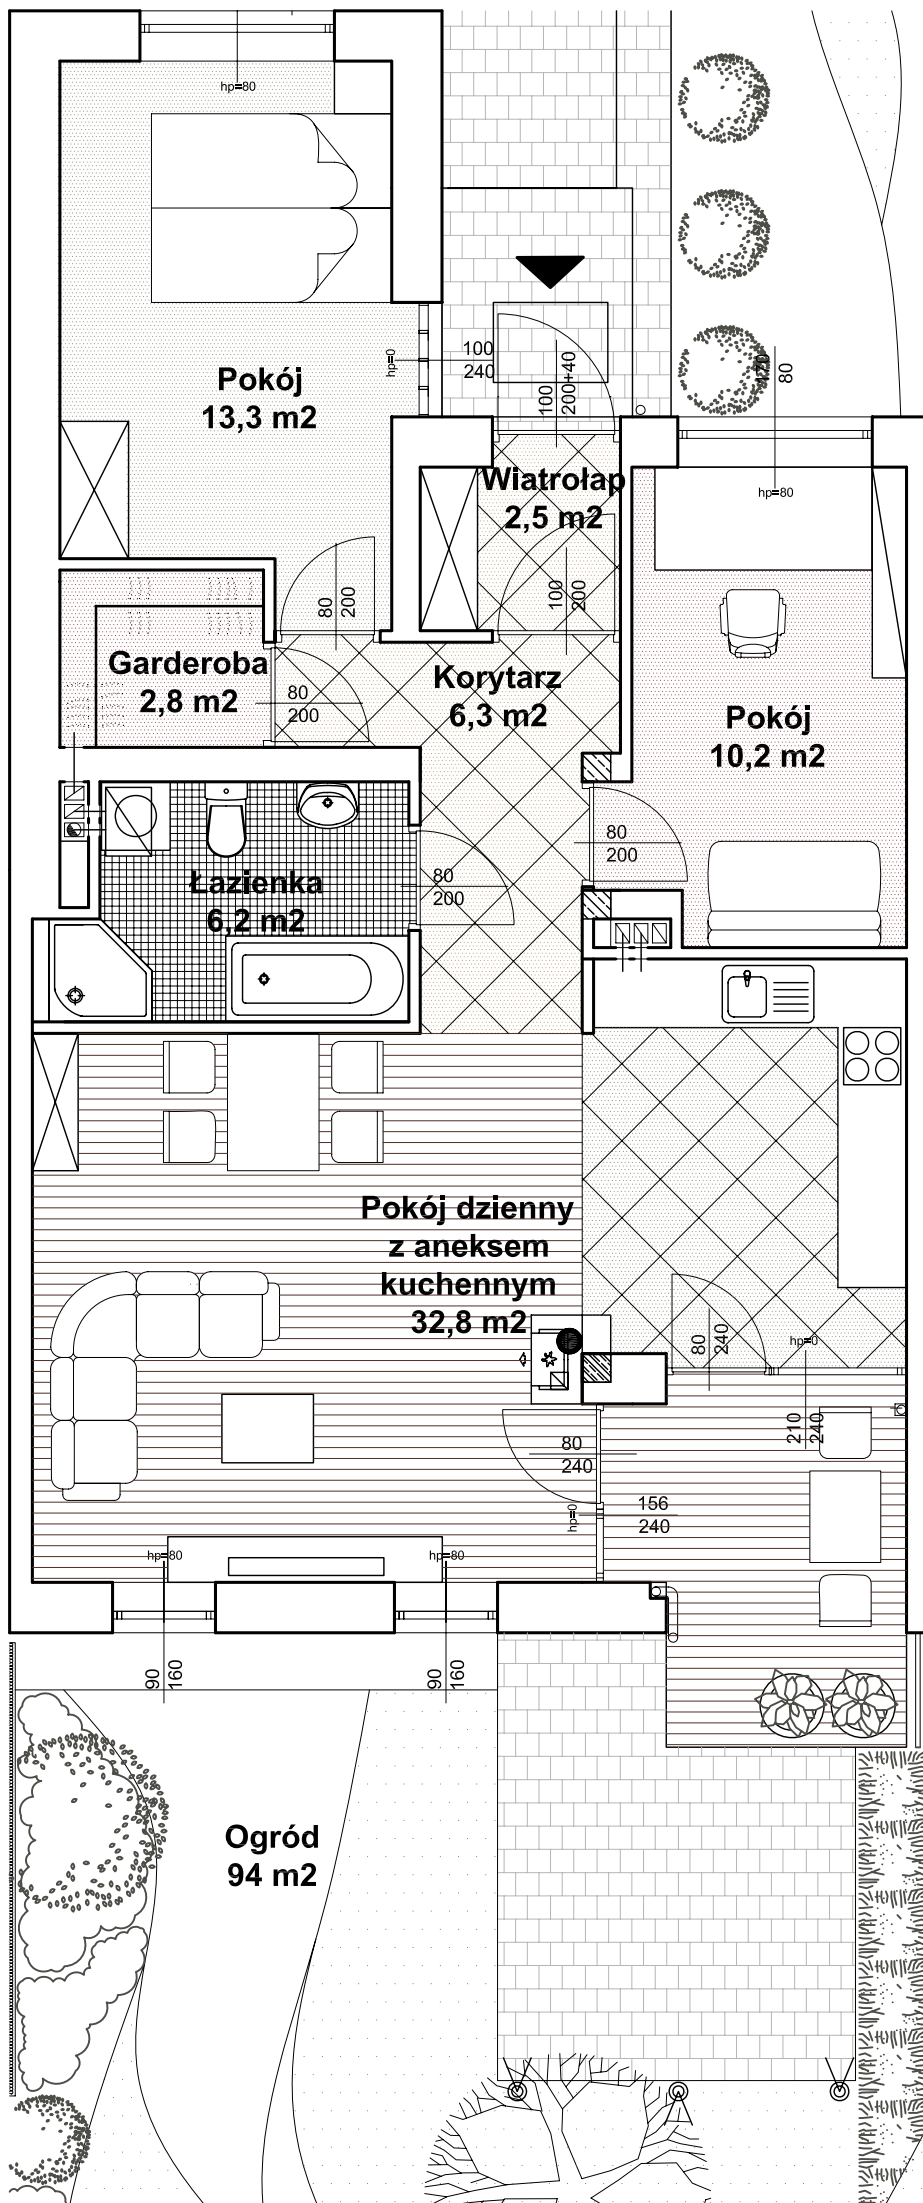 hp=80
100
240
hp=0
100
200+40
170
80
Pokój
13,3 m2
Wiatrołap
2,5 m2
hp=80
80
200
100
200
Garderoba
2,8 m2
80
200
Korytarz
6,3 m2
Pokój
10,2 m2
80
200
Łazienka
6,2 m2
80
200
Pokój dzienny
z aneksem
kuchennym
32,8 m2
80
240
hp=0
210
240
80
240
hp=0
156
240
hp=80
hp=80
90
160
90
160
Ogród
94 m2